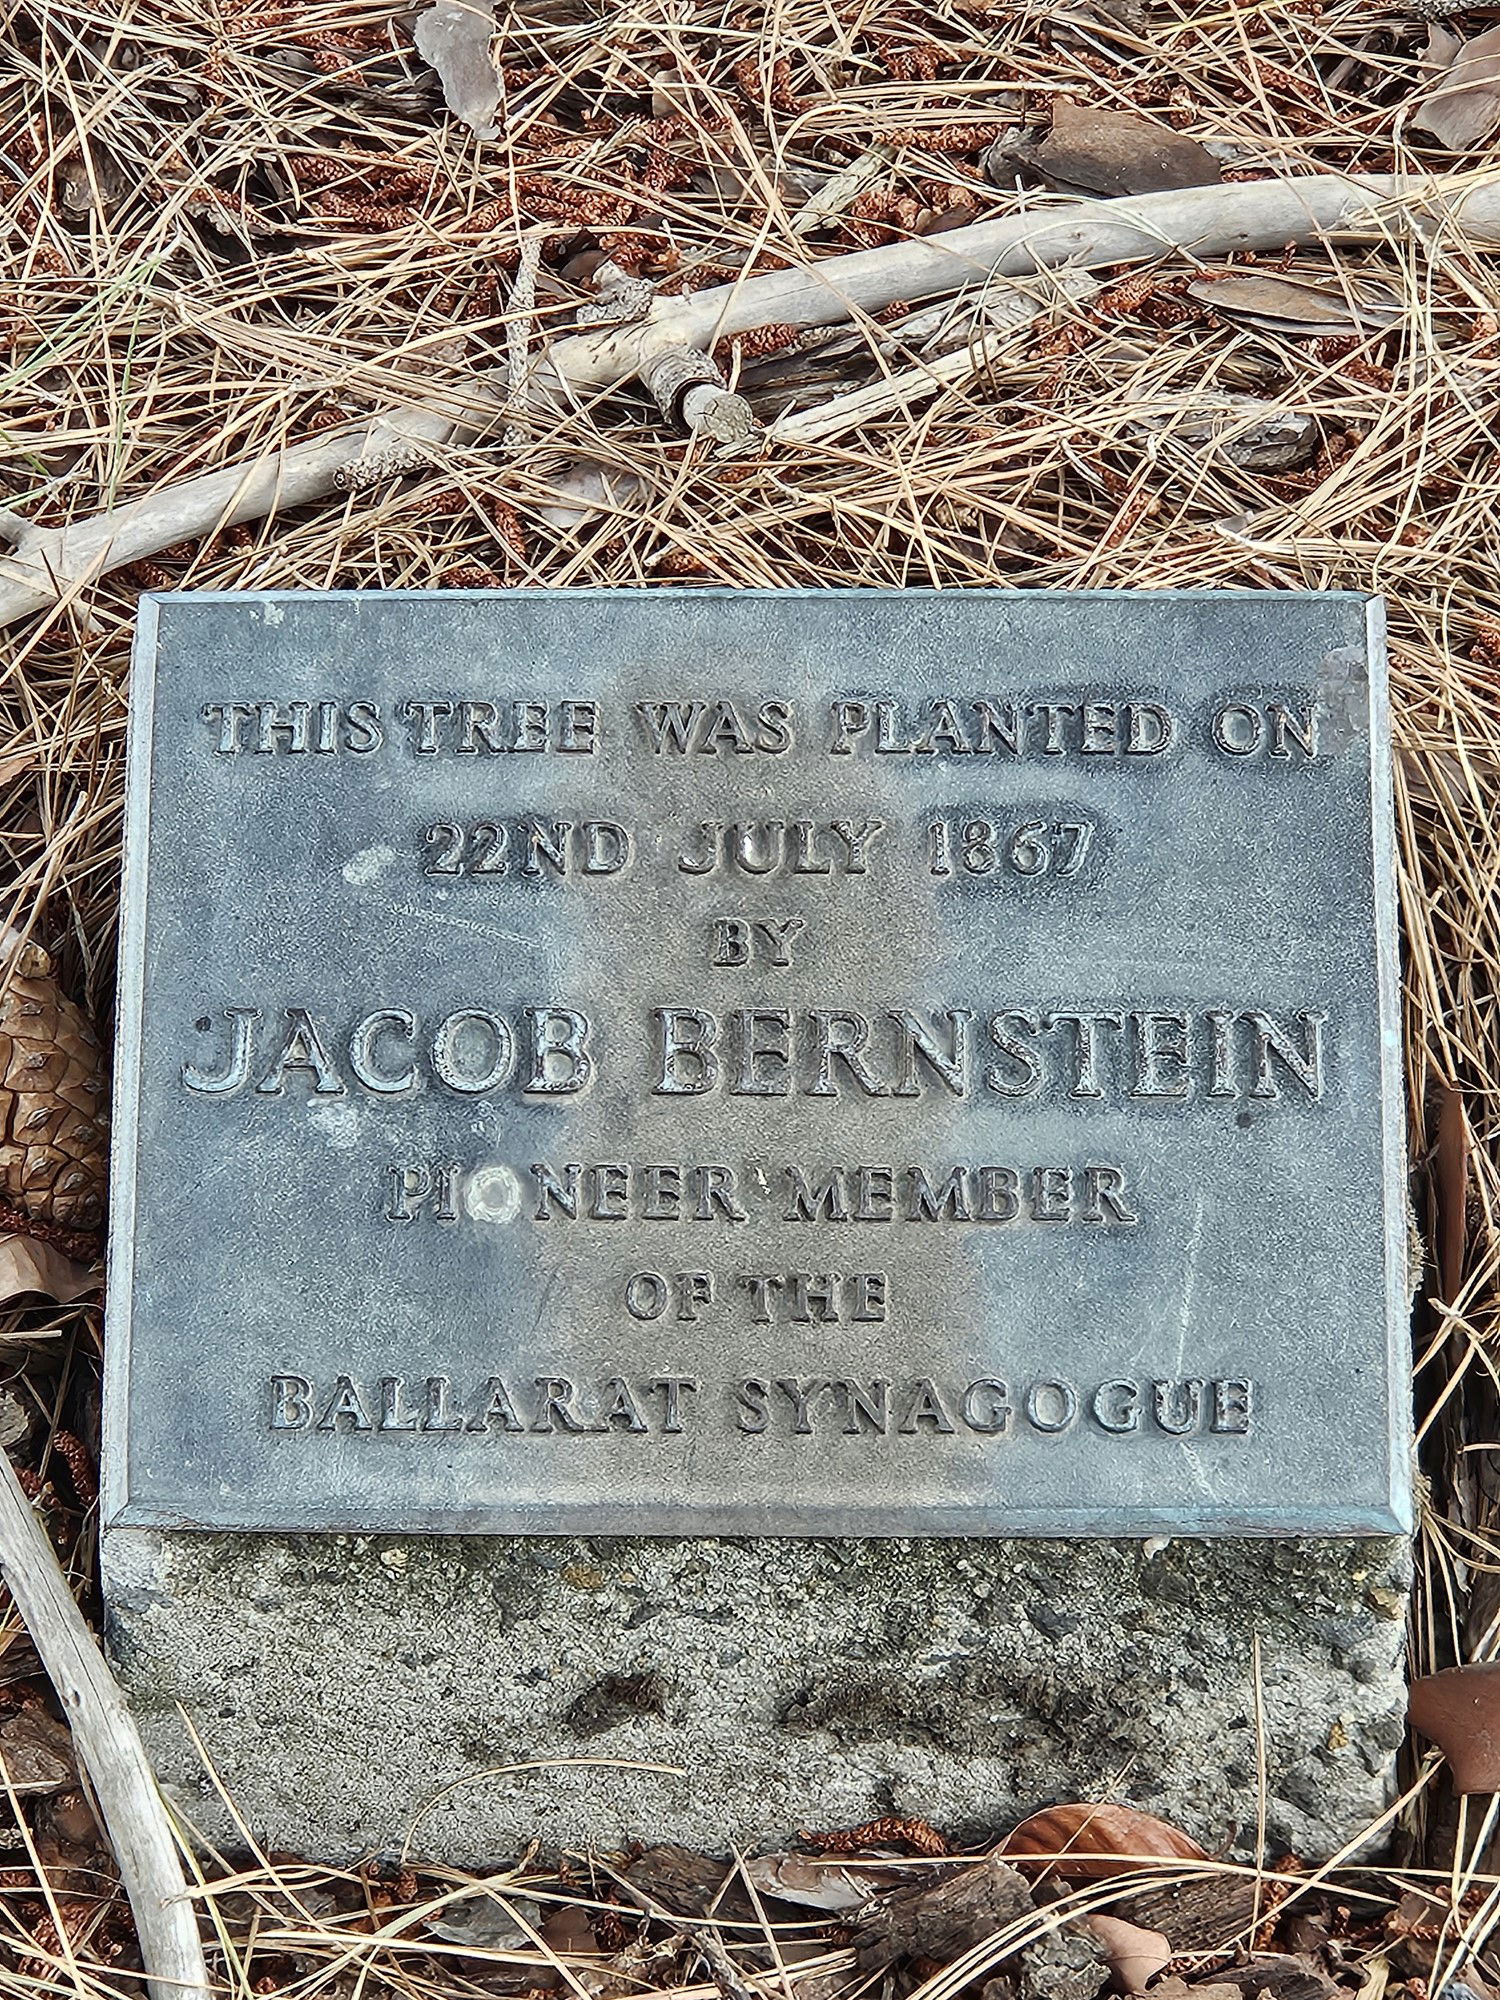 THIS TREE WAS PLANTED ON
22ND JULY 1867
BY
JACOB BERNSTEIN
PIONEER MEMBER
OF THE
BALLARAT SYNAGOGUE